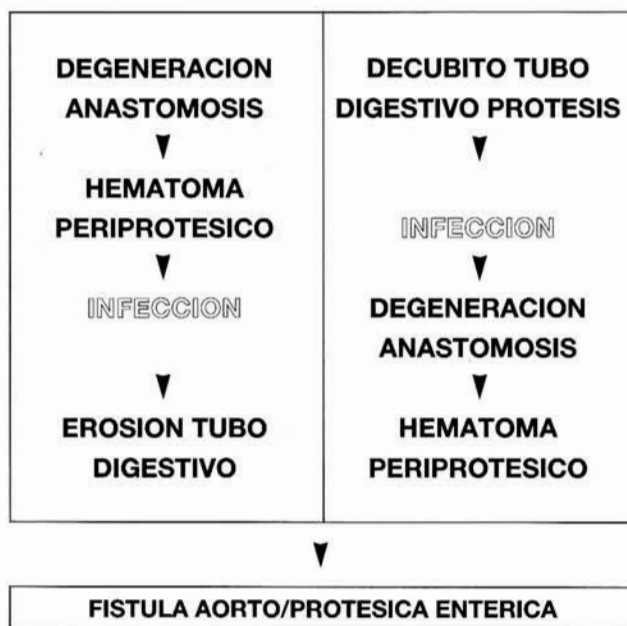 DEGENERACION
ANASTOMOSIS
HEMATOMA
PERIPROTESICO
INFECCION
EROSION TUBO
DIGESTIVO
DECUBITO TUBO
DIGESTIVO PROTESIS
INFECCION
DEGENERACION
ANASTOMOSIS
HEMATOMA
PERIPROTESICO
FISTULA AORTO/PROTESICA ENTERICA